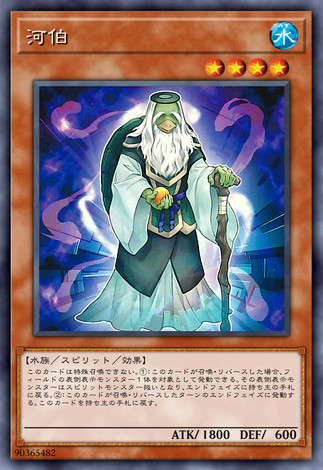 河伯
水
【水族／スピリット／効果】
このカードは特殊召喚できない。①：このカードが召喚・リバースした場合、フ
ィールドの表側表示モンスター１体を対象として発動できる。その表側表示モ
ンスターはスピリットモンスター扱いとなり、エンドフェイズに持ち主の手札
に戻る。②：このカードが召喚・リバースしたターンのエンドフェイズに発動す
る。このカードを持ち主の手札に戻す。
ATK/1800 DEF/ 600
90365482